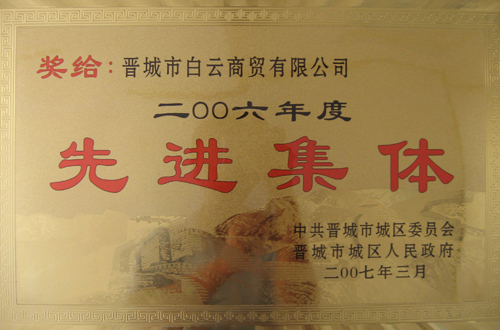 奖给：晋城市白云商贸有限公司
二〇〇六年度
先进集体
中共晋城市城区委员会
晋城市城区人民政府
二〇〇七年三月